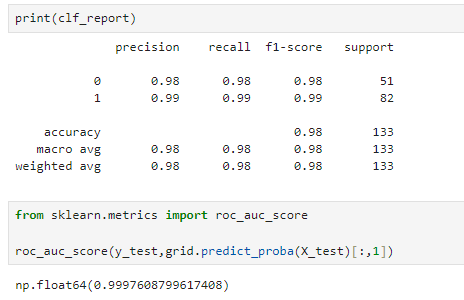 print(clf_report)
precision recall f1-score support
0 0.98 0.98 0.98 51
1 0.99 0.99 0.99 82
accuracy 0.98 133
macro avg 0.98 0.98 0.98 133
weighted avg 0.98 0.98 0.98 133
from sklearn.metrics import roc_auc_score
roc_auc_score(y_test,grid.predict_proba(X_test)[:,1])
np.float64(0.9997608799617408)